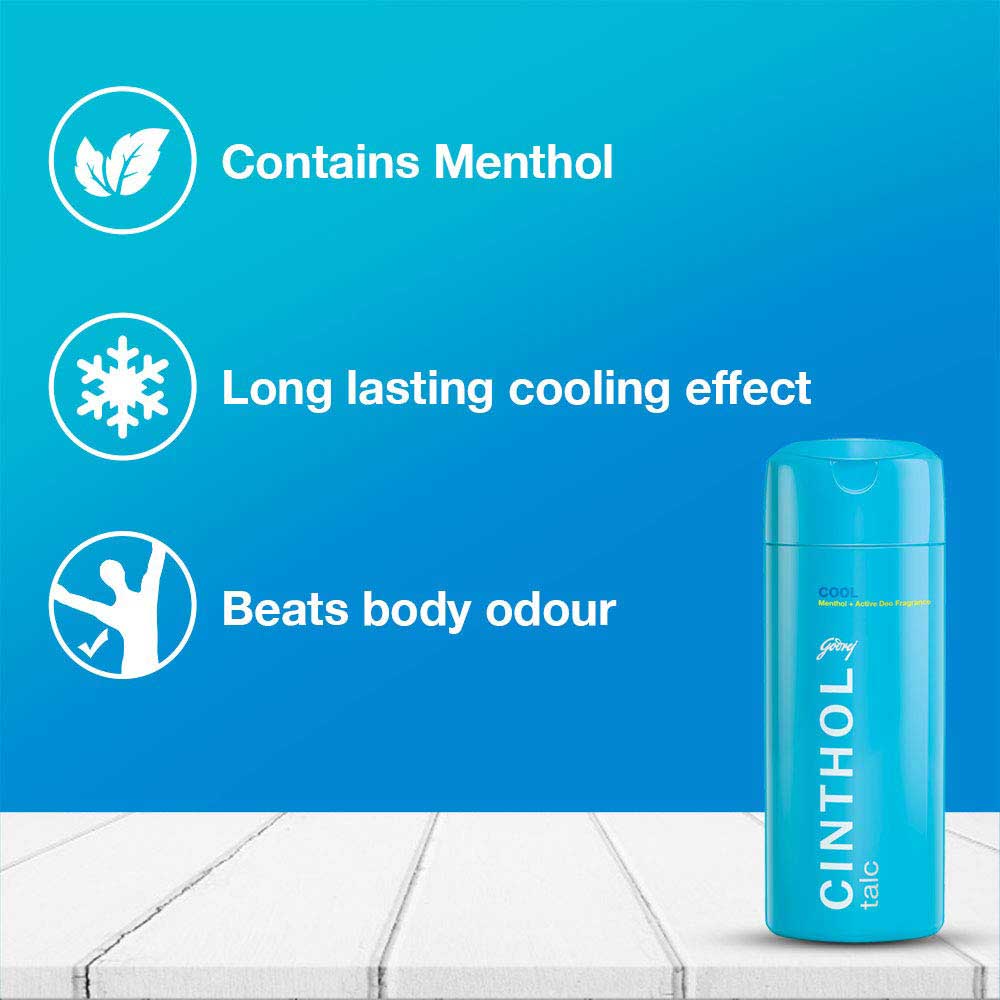 Contains Menthol
Long lasting cooling effect
Beats body odour
COOL
Menthol + Active Deo Fragrance
Godrej
CINTHOL
talc